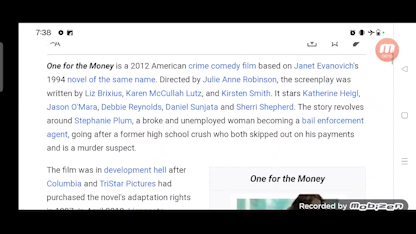 7:38
One for the Money is a 2012 American crime comedy film based on Janet Evanovich's
1994 novel of the same name. Directed by Julie Anne Robinson, the screenplay was
written by Liz Brixius, Karen McCullah Lutz, and Kirsten Smith. It stars Katherine Heigl,
Jason O'Mara, Debbie Reynolds, Daniel Sunjata and Sherri Shepherd. The story revolves
around Stephanie Plum, a broke and unemployed woman becoming a bail enforcement
agent, going after a former high school crush who both skipped out on his payments
and is a murder suspect.
The film was in development hell after
Columbia and TriStar Pictures had
purchased the novel's adaptation rights
One for the Money
Recorded by mobizen